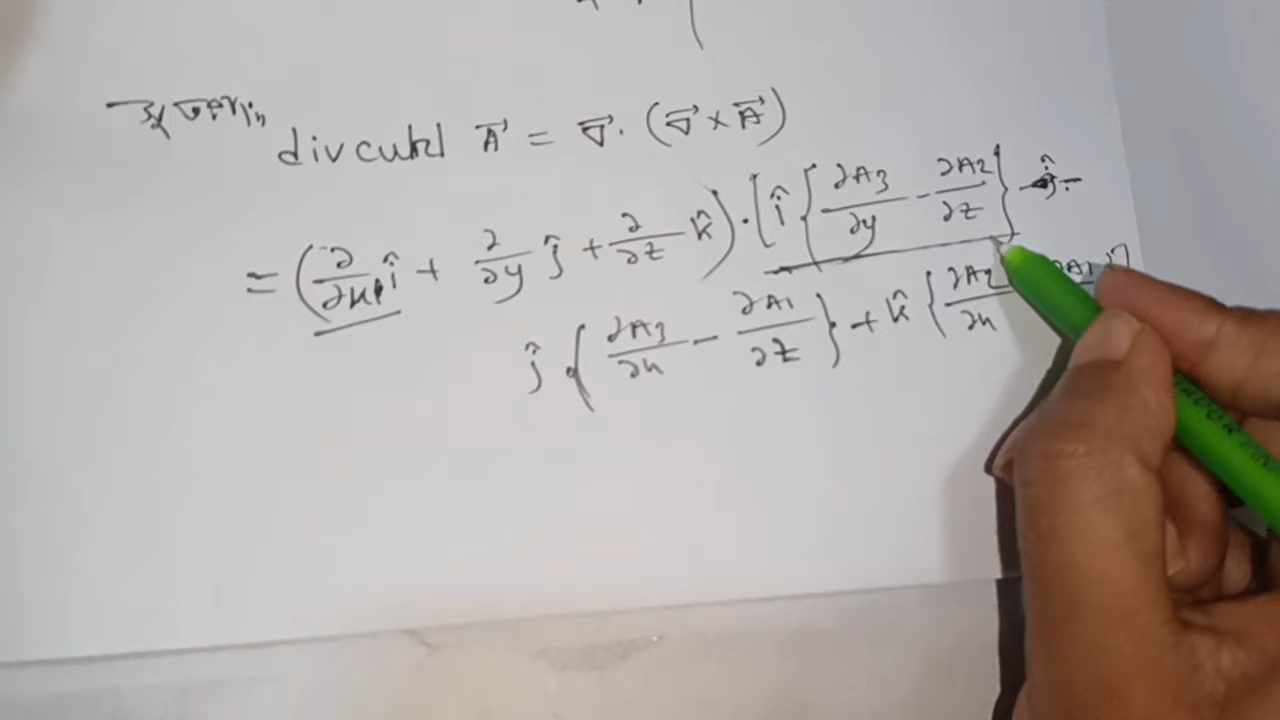 div curl A⃗ = ∇⃗ · (∇⃗ × A⃗)
= (∂/∂x î + ∂/∂y ĵ + ∂/∂z k̂) · [î {∂A3/∂y − ∂A2/∂z} −
ĵ {∂A3/∂x − ∂A1/∂z} + k̂ {∂A2/∂x